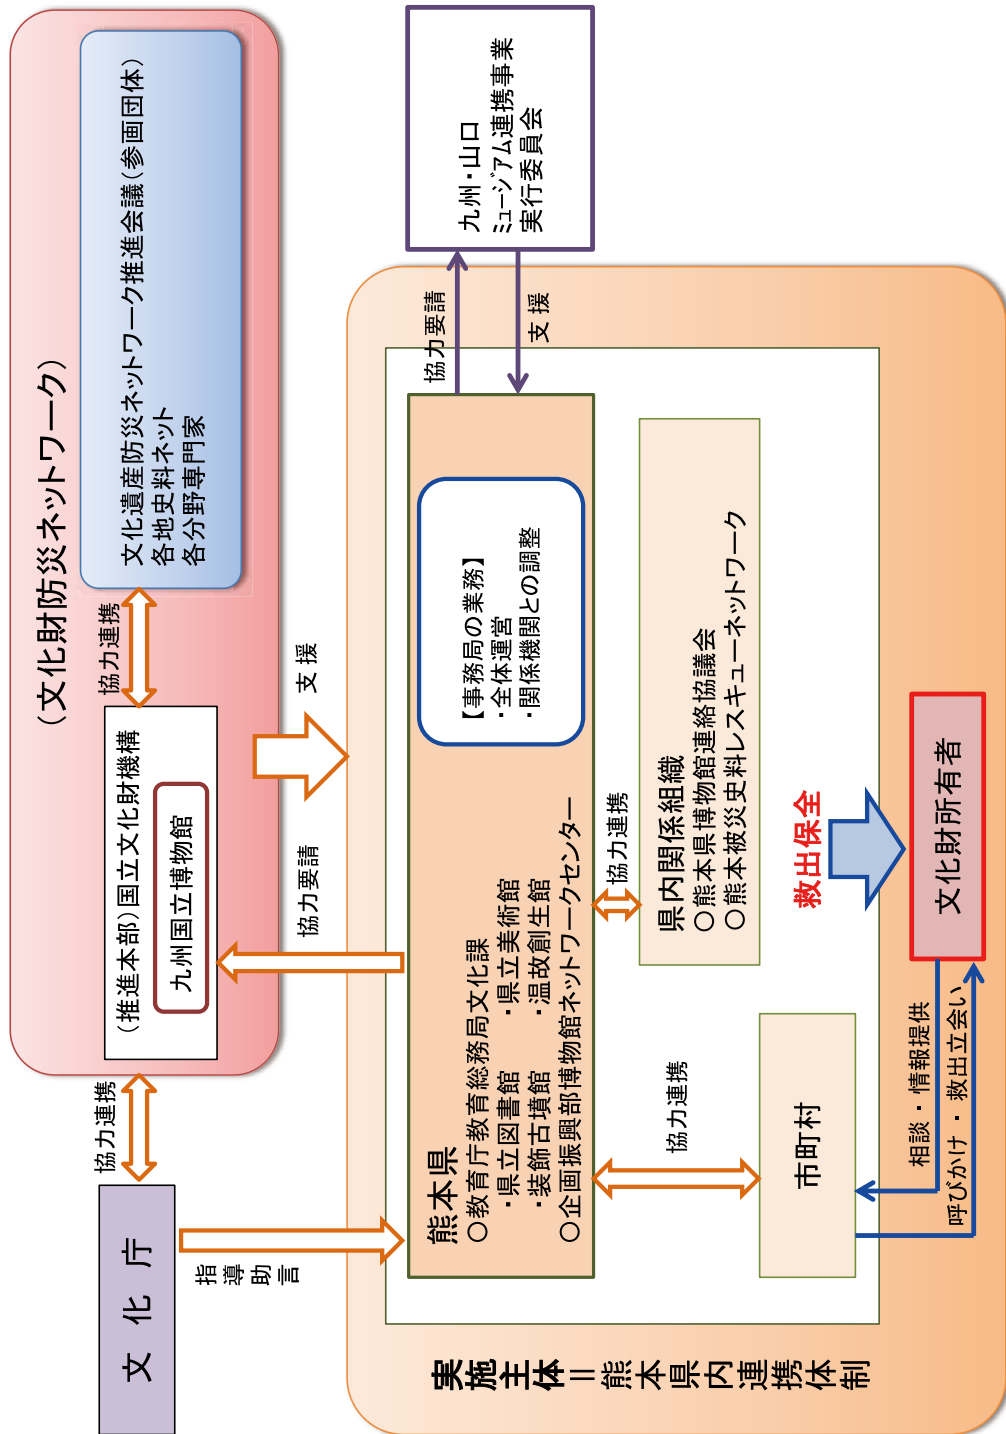 （文化財防災ネットワーク）
文化庁
協力連携
（推進本部）国立文化財機構
九州国立博物館
協力連携
文化遺産防災ネットワーク推進会議（参画団体）
各地史料ネット
各分野専門家
指導
助言
協力要請
支援
実施主体＝熊本県内連携体制
熊本県
○教育庁教育総務局文化課
・県立図書館　・県立美術館
・装飾古墳館　・温故創生館
○企画振興部博物館ネットワークセンター
【事務局の業務】
・全体運営
・関係機関との調整
協力要請
支援
九州・山口
ミュージアム連携事業
実行委員会
協力連携
協力連携
県内関係組織
○熊本県博物館連絡協議会
○熊本被災史料レスキューネットワーク
市町村
救出保全
相談・情報提供
呼びかけ・救出立会い
文化財所有者